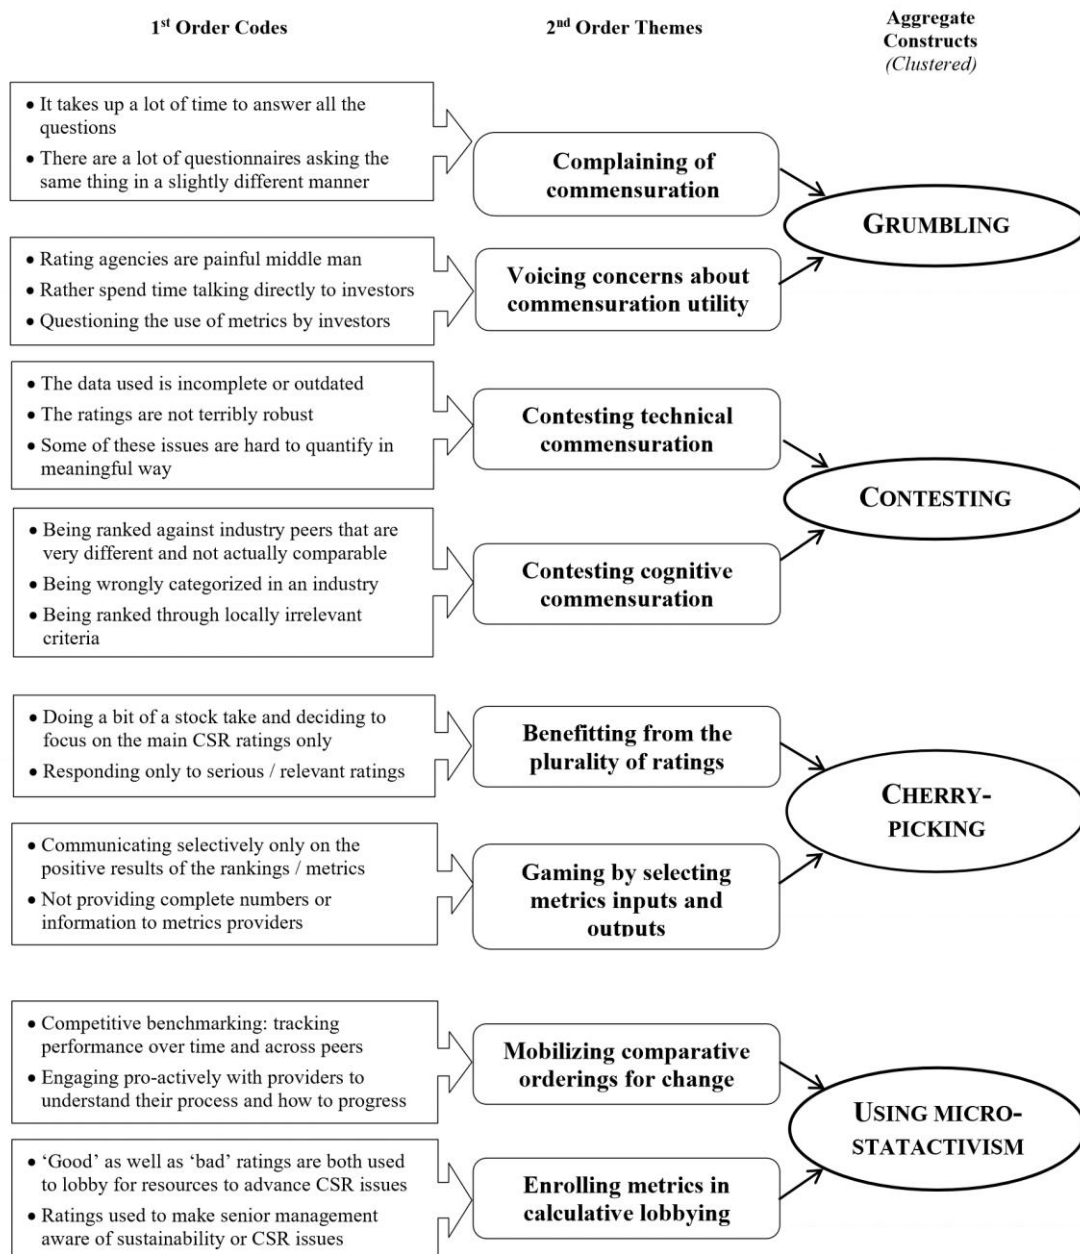 1st Order Codes
2nd Order Themes
Aggregate
Constructs
(Clustered)
• It takes up a lot of time to answer all the
questions
• There are a lot of questionnaires asking the
same thing in a slightly different manner
Complaining of
commensuration
GRUMBLING
• Rating agencies are painful middle man
• Rather spend time talking directly to investors
• Questioning the use of metrics by investors
Voicing concerns about
commensuration utility
• The data used is incomplete or outdated
• The ratings are not terribly robust
• Some of these issues are hard to quantify in
meaningful way
Contesting technical
commensuration
CONTESTING
• Being ranked against industry peers that are
very different and not actually comparable
• Being wrongly categorized in an industry
• Being ranked through locally irrelevant
criteria
Contesting cognitive
commensuration
• Doing a bit of a stock take and deciding to
focus on the main CSR ratings only
• Responding only to serious / relevant ratings
Benefitting from the
plurality of ratings
CHERRY-
PICKING
• Communicating selectively only on the
positive results of the rankings / metrics
• Not providing complete numbers or
information to metrics providers
Gaming by selecting
metrics inputs and
outputs
• Competitive benchmarking: tracking
performance over time and across peers
• Engaging pro-actively with providers to
understand their process and how to progress
Mobilizing comparative
orderings for change
USING MICRO-
STATACTIVISM
• ‘Good’ as well as ‘bad’ ratings are both used
to lobby for resources to advance CSR issues
• Ratings used to make senior management
aware of sustainability or CSR issues
Enrolling metrics in
calculative lobbying